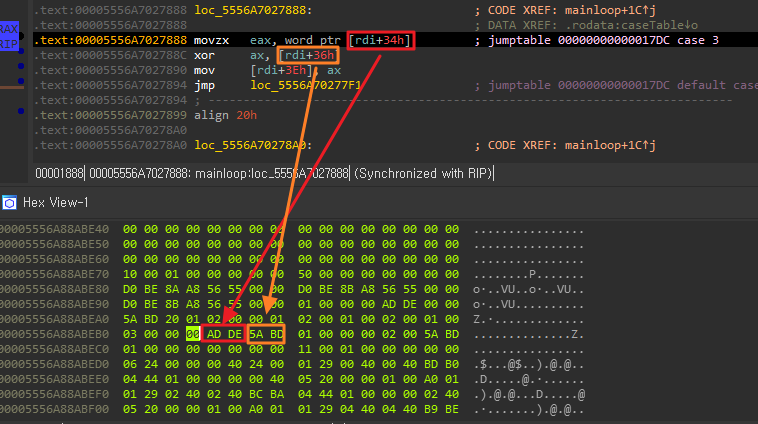 loc_5556A7027888: ; CODE XREF: mainloop+1C↑j
.text:00005556A7027888 ; DATA XREF: .rodata:caseTable↓o
.text:00005556A7027888 movzx eax, word ptr [rdi+34h] ; jumptable 00000000000017DC case 3
.text:00005556A702788C xor ax, [rdi+36h]
.text:00005556A7027890 mov [rdi+3Eh], ax
.text:00005556A7027894 jmp loc_5556A70277F1 ; jumptable 00000000000017DC default case
.text:00005556A7027894 ; ---------------------------------------------------------------------------
.text:00005556A7027899 align 20h
.text:00005556A70278A0
.text:00005556A70278A0 loc_5556A70278A0: ; CODE XREF: mainloop+1C↑j
RAX
RIP
00001888 00005556A7027888: mainloop:loc_5556A7027888 (Synchronized with RIP)
Hex View-1
00005556A88ABE40 00 00 00 00 00 00 00 00 00 00 00 00 00 00 00 00 ................
00005556A88ABE50 00 00 00 00 00 00 00 00 00 00 00 00 00 00 00 00 ................
00005556A88ABE60 00 00 00 00 00 00 00 00 00 00 00 00 00 00 00 00 ................
00005556A88ABE70 10 00 01 00 00 00 00 00 50 00 00 00 00 00 00 00 ........P.......
00005556A88ABE80 D0 BE 8A A8 56 55 00 00 D0 BE 8B A8 56 55 00 00
00005556A88ABE90 D0 BE 8B A8 56 55 00 00 01 00 00 00 AD DE 00 00
00005556A88ABEA0 5A BD 20 01 02 00 00 01 02 00 01 00 02 00 01 00
00005556A88ABEB0 03 00 00 00 AD DE 5A BD 01 00 00 00 02 00 5A BD
00005556A88ABEC0 01 00 00 00 00 00 00 00 11 00 01 00 00 00 00 00 ................
00005556A88ABED0 06 24 00 00 00 40 24 00 01 29 00 40 00 40 BD B0 .$...@$..).@.@..
00005556A88ABEE0 04 44 01 00 00 00 00 40 05 20 00 01 00 A0 01
00005556A88ABEF0 01 29 02 40 02 40 BC BA 04 44 01 00 00 00 02 40 .).@.@...D.....@
00005556A88ABF00 05 20 00 00 01 00 A0 01 01 29 04 40 04 40 B9 BE